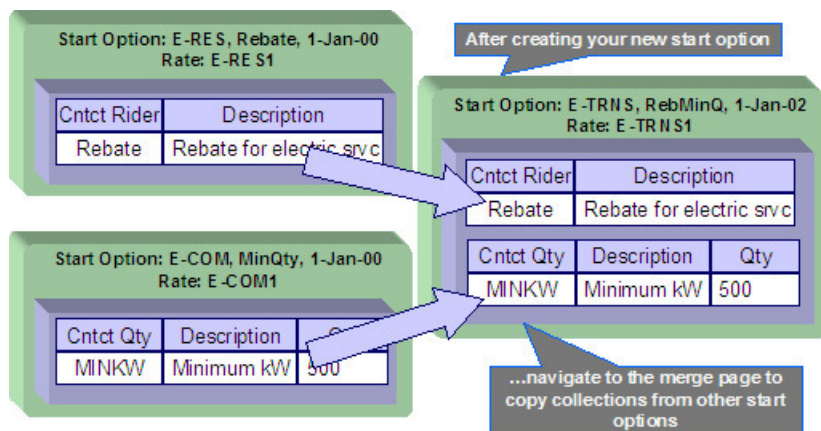 Start Option: E-RES, Rebate, 1-Jan-00
Rate: E-RES1
Cntct Rider Description
Rebate Rebate for electric srvc
After creating your new start option
Start Option: E-TRNS, RebMinQ, 1-Jan-02
Rate: E-TRNS1
Cntct Rider Description
Rebate Rebate for electric srvc
Cntct Qty Description Qty
MINKW Minimum kW 500
Start Option: E-COM, MinQty, 1-Jan-00
Rate: E-COM1
Cntct Qty Description
MINKW Minimum kW 500
...navigate to the merge page to
copy collections from other start
options